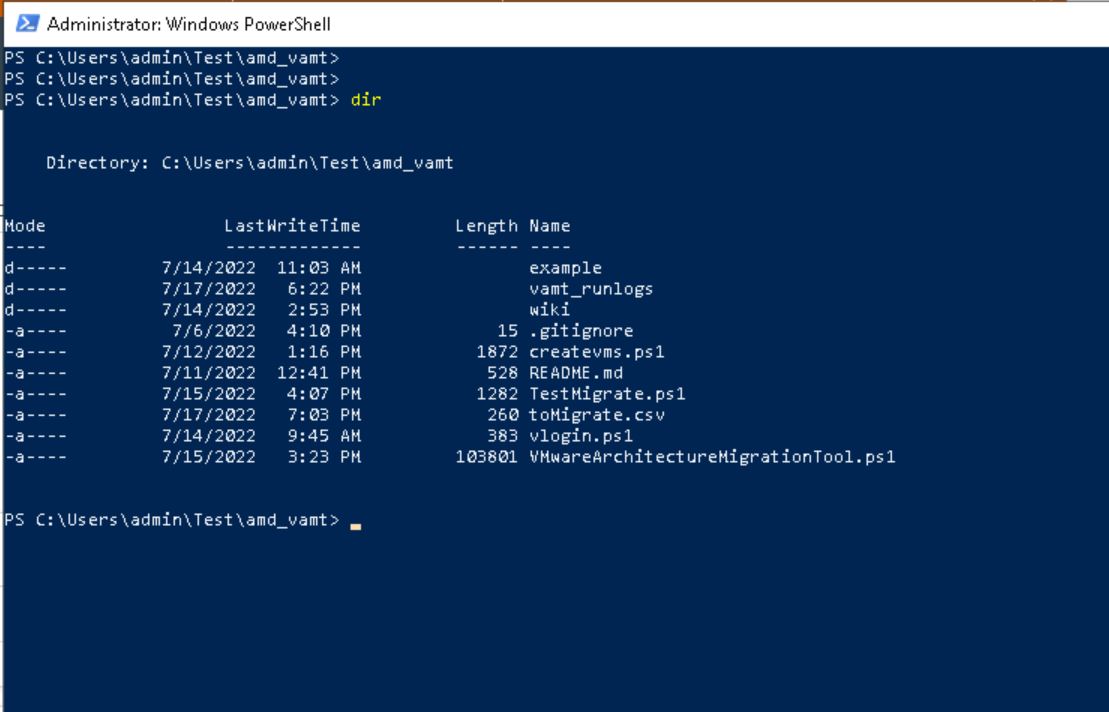 Administrator: Windows PowerShell
PS C:\Users\admin\Test\amd_vamt>
PS C:\Users\admin\Test\amd_vamt>
PS C:\Users\admin\Test\amd_vamt> dir
Directory: C:\Users\admin\Test\amd_vamt
Mode LastWriteTime Length Name
---- ------------- ------ ----
d----- 7/14/2022 11:03 AM example
d----- 7/17/2022 6:22 PM vamt_runlogs
d----- 7/14/2022 2:53 PM wiki
-a---- 7/6/2022 4:10 PM 15 .gitignore
-a---- 7/12/2022 1:16 PM 1872 createvms.ps1
-a---- 7/11/2022 12:41 PM 528 README.md
-a---- 7/15/2022 4:07 PM 1282 TestMigrate.ps1
-a---- 7/17/2022 7:03 PM 260 toMigrate.csv
-a---- 7/14/2022 9:45 AM 383 vlogin.ps1
-a---- 7/15/2022 3:23 PM 103801 VMwareArchitectureMigrationTool.ps1
PS C:\Users\admin\Test\amd_vamt>